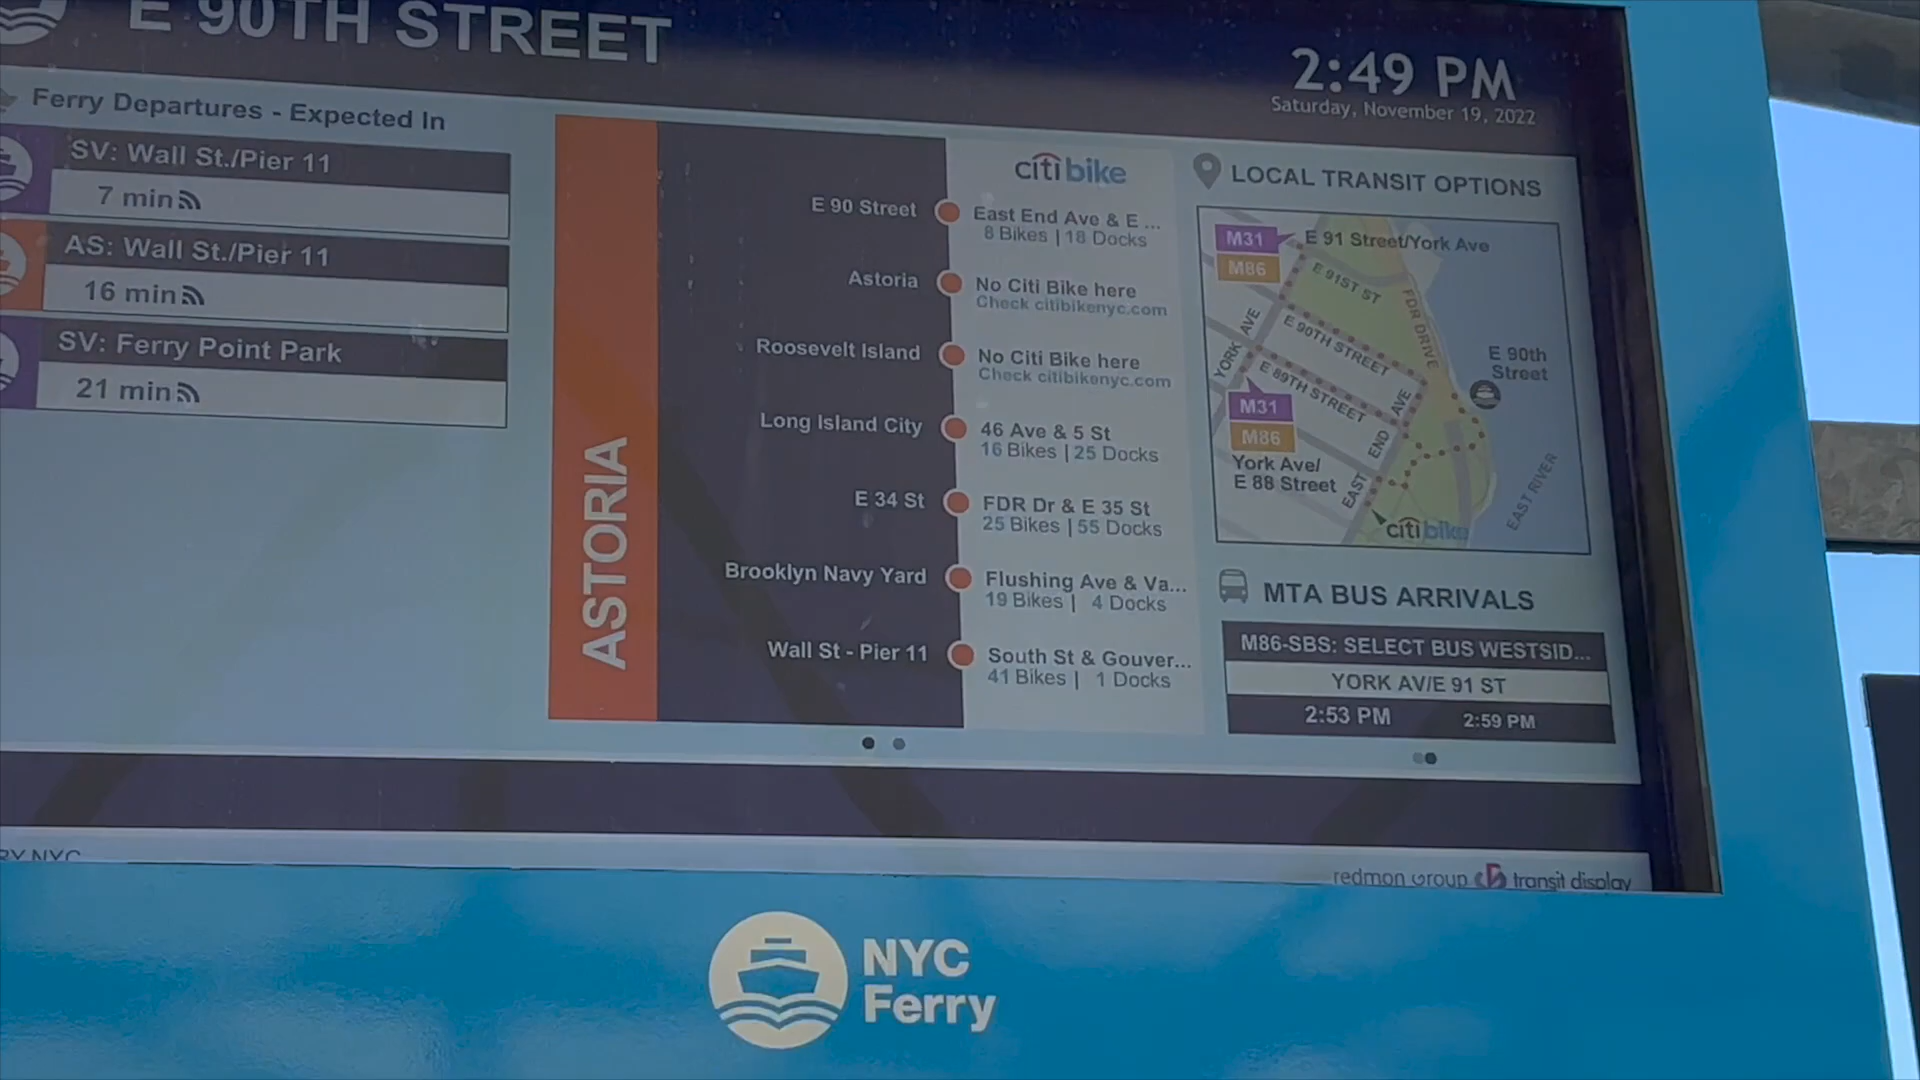 E 90TH STREET
2:49 PM
Saturday, November 19, 2022
Ferry Departures - Expected In
SV: Wall St./Pier 11
7 min
AS: Wall St./Pier 11
16 min
SV: Ferry Point Park
21 min
ASTORIA
citi bike
E 90 Street
East End Ave & E ...
8 Bikes | 18 Docks
Astoria
No Citi Bike here
Check citibikenyc.com
Roosevelt Island
No Citi Bike here
Check citibikenyc.com
Long Island City
46 Ave & 5 St
16 Bikes | 25 Docks
E 34 St
FDR Dr & E 35 St
25 Bikes | 55 Docks
Brooklyn Navy Yard
Flushing Ave & Va...
19 Bikes | 4 Docks
Wall St - Pier 11
South St & Gouver...
41 Bikes | 1 Docks
LOCAL TRANSIT OPTIONS
M31
M86
E 91 Street/York Ave
E 91ST ST
FDR DRIVE
E 90TH STREET
YORK AVE
E 89TH STREET
E 90th
Street
M31
M86
York Ave/
E 88 Street
EAST END AVE
EAST RIVER
citi bike
MTA BUS ARRIVALS
M86-SBS: SELECT BUS WESTSID...
YORK AV/E 91 ST
2:53 PM 2:59 PM
RY NYC
redmon group transit display
NYC
Ferry